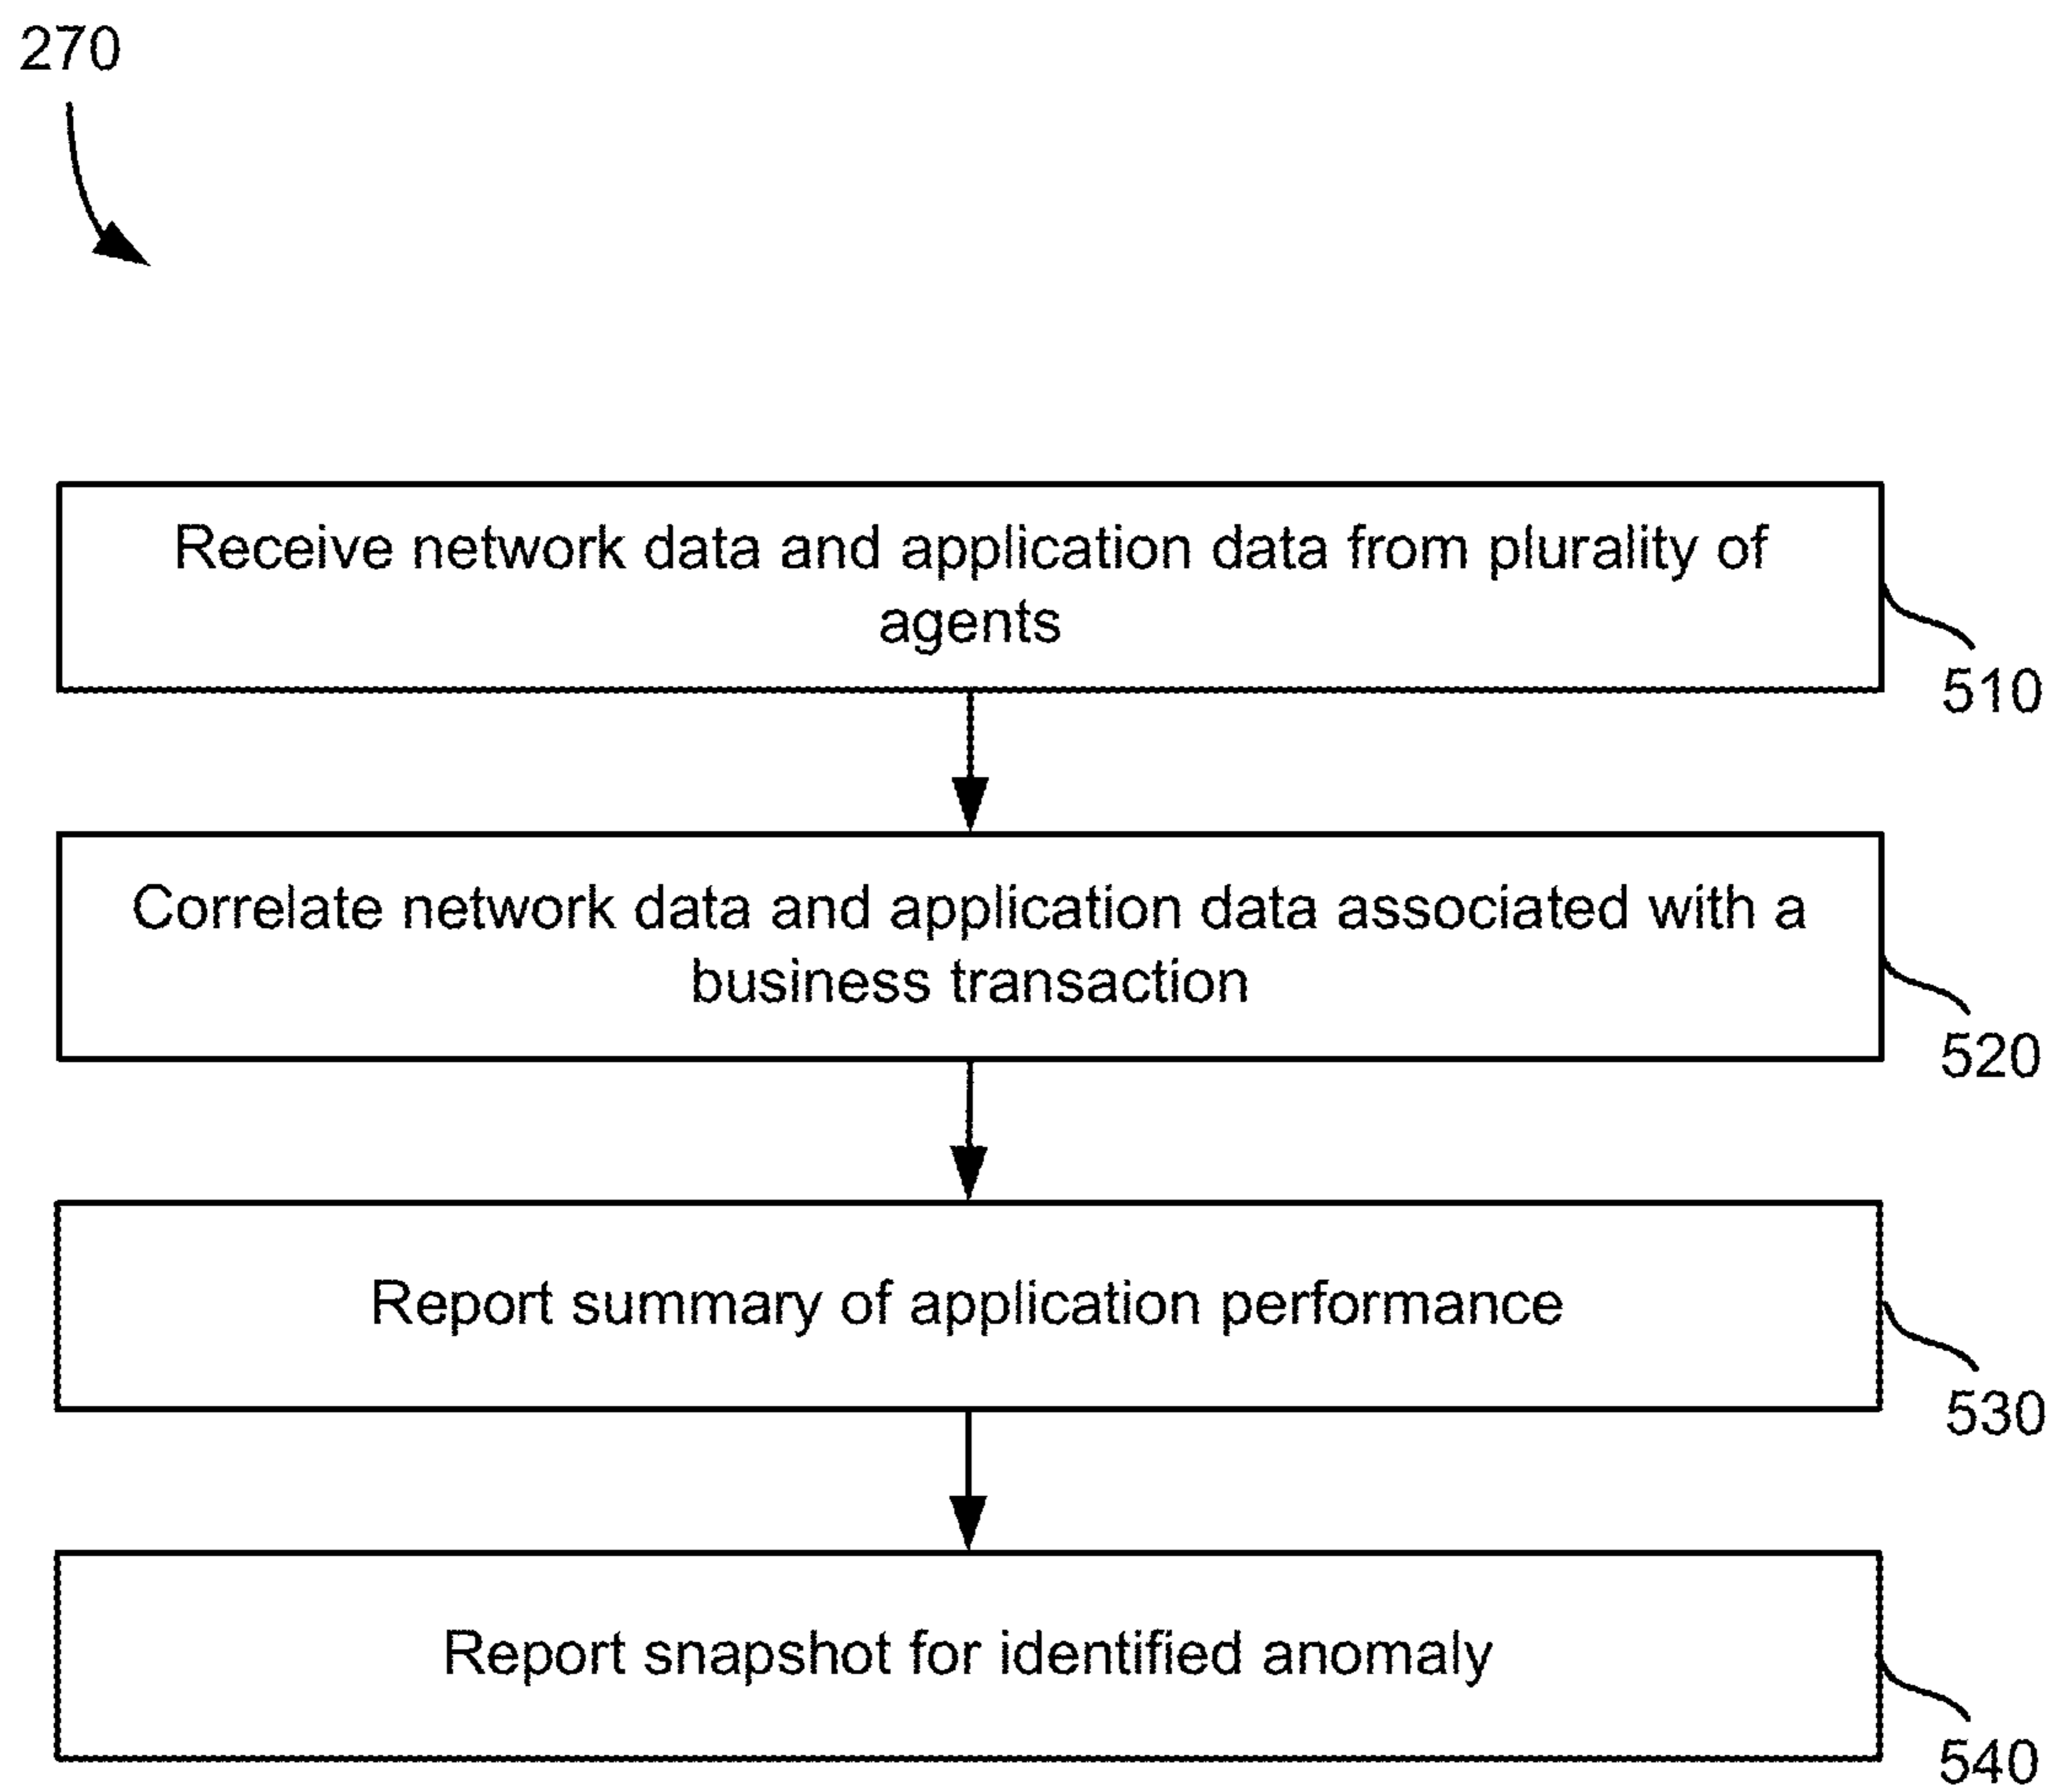 270
Receive network data and application data from plurality of
agents
510
Correlate network data and application data associated with a
business transaction
520
Report summary of application performance
530
Report snapshot for identified anomaly
540